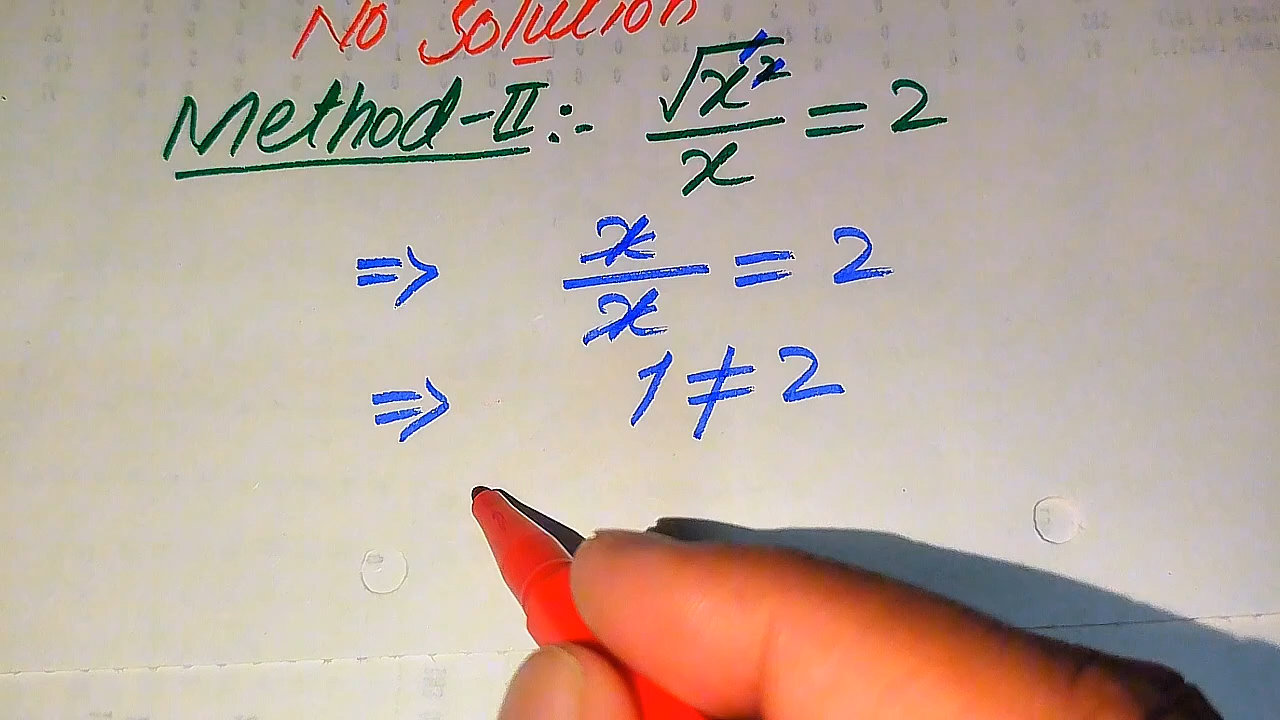 No Solution
Method-II:- √x²/x = 2
=> x/x = 2
=> 1 ≠ 2